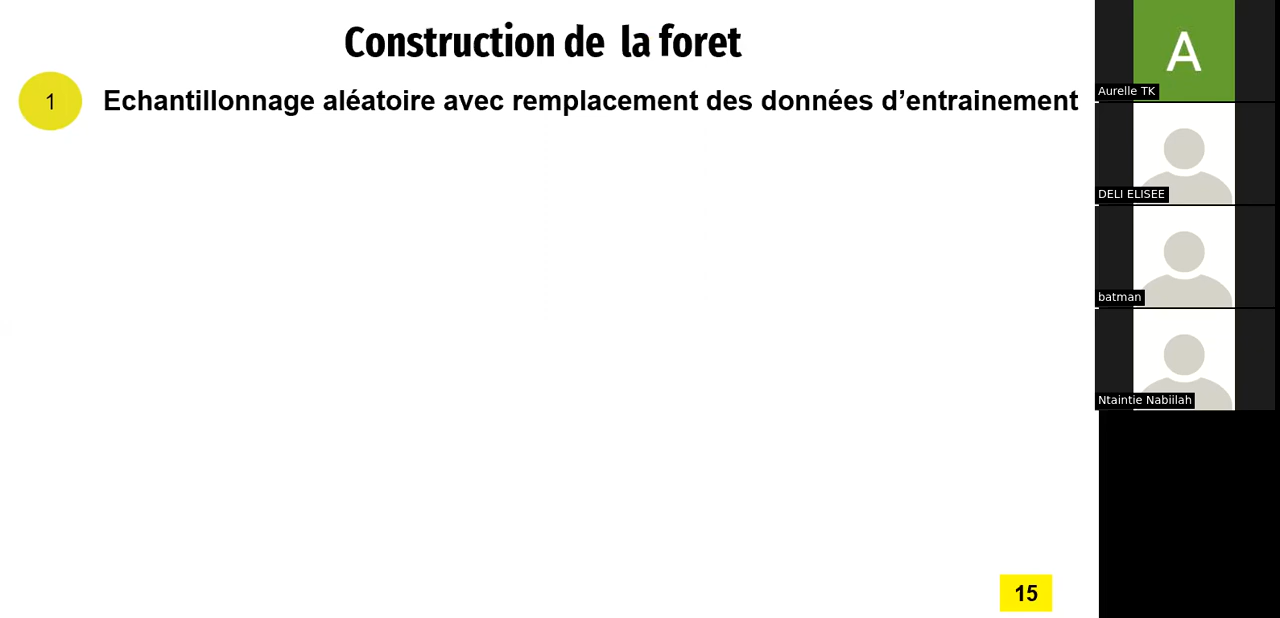 Construction de la foret
1 Echantillonnage aléatoire avec remplacement des données d’entrainement
15
A
Aurelle TK
DELI ELISEE
batman
Ntaintie Nabiilah